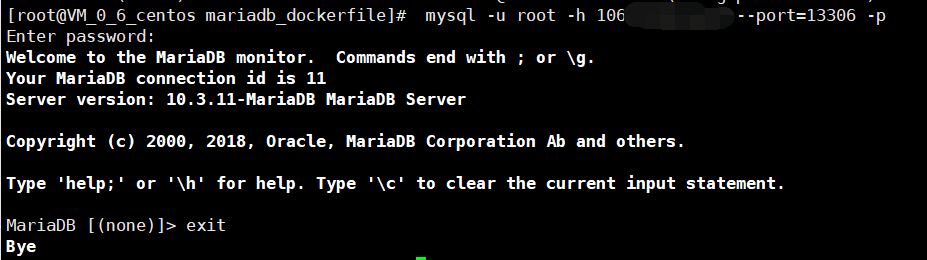 [root@VM_0_6_centos mariadb_dockerfile]#  mysql -u root -h 106 --port=13306 -p
Enter password:
Welcome to the MariaDB monitor.  Commands end with ; or \g.
Your MariaDB connection id is 11
Server version: 10.3.11-MariaDB MariaDB Server
Copyright (c) 2000, 2018, Oracle, MariaDB Corporation Ab and others.
Type 'help;' or '\h' for help. Type '\c' to clear the current input statement.
MariaDB [(none)]> exit
Bye